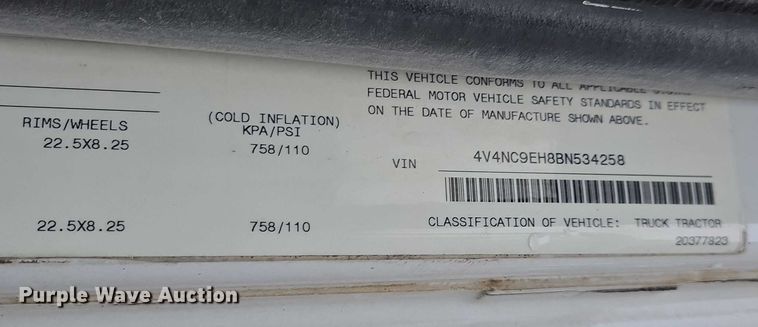 THIS VEHICLE CONFORMS TO ALL APPLICABLE
FEDERAL MOTOR VEHICLE SAFETY STANDARDS IN EFFECT
ON THE DATE OF MANUFACTURE SHOWN ABOVE.
RIMS/WHEELS (COLD INFLATION)
KPA/PSI
22.5X8.25 758/110
VIN 4V4NC9EH8BN534258
22.5X8.25 758/110
CLASSIFICATION OF VEHICLE: TRUCK TRACTOR
20377823
Purple Wave Auction